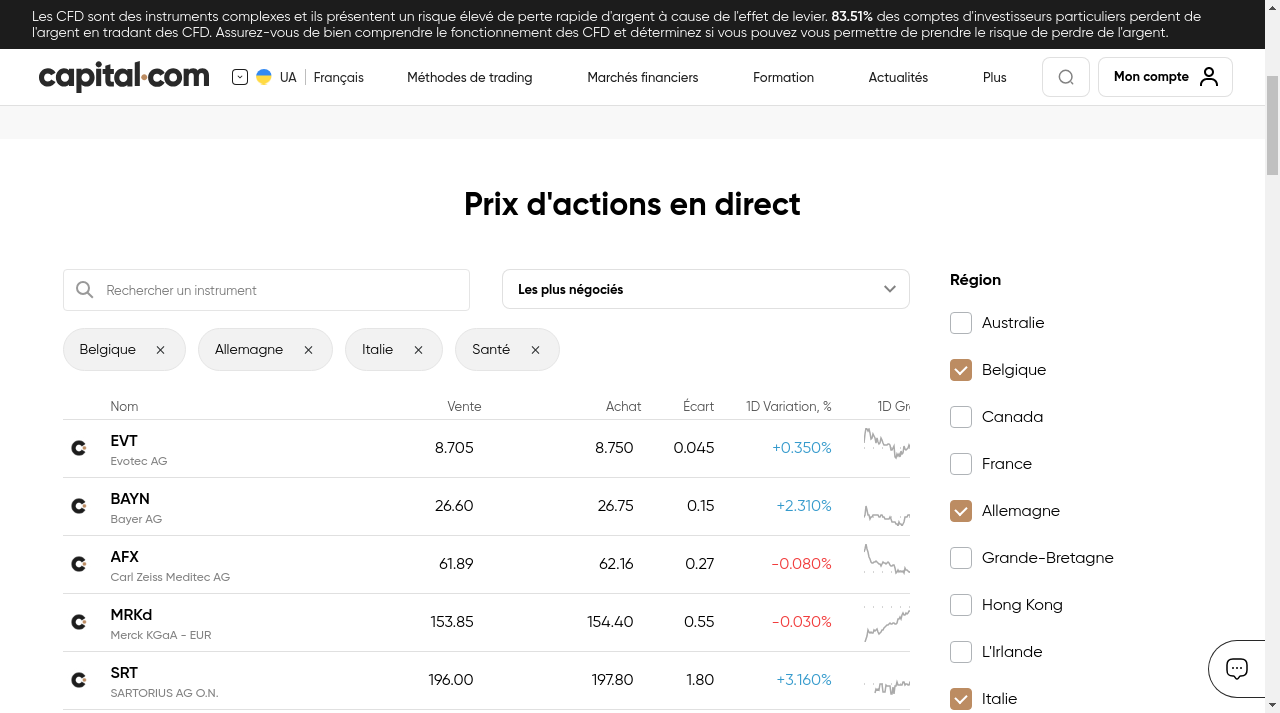 Les CFD sont des instruments complexes et ils présentent un risque élevé de perte rapide d'argent à cause de l'effet de levier. 83.51% des comptes d'investisseurs particuliers perdent de
l'argent en tradant des CFD. Assurez-vous de bien comprendre le fonctionnement des CFD et déterminez si vous pouvez vous permettre de prendre le risque de perdre de l'argent.
capital.com UA Français Méthodes de trading Marchés financiers Formation Actualités Plus Mon compte
Prix d'actions en direct
Rechercher un instrument
Les plus négociés
Belgique
Allemagne
Italie
Santé
Nom Vente Achat Écart 1D Variation, %
EVT 8.705 8.750 0.045 +0.350%
Evotec AG
BAYN 26.60 26.75 0.15 +2.310%
Bayer AG
AFX 61.89 62.16 0.27 -0.080%
Carl Zeiss Meditec AG
MRKd 153.85 154.40 0.55 -0.030%
Merck KGaA - EUR
SRT 196.00 197.80 1.80 +3.160%
SARTORIUS AG O.N.
Région
Australie
Belgique
Canada
France
Allemagne
Grande-Bretagne
Hong Kong
L'Irlande
Italie